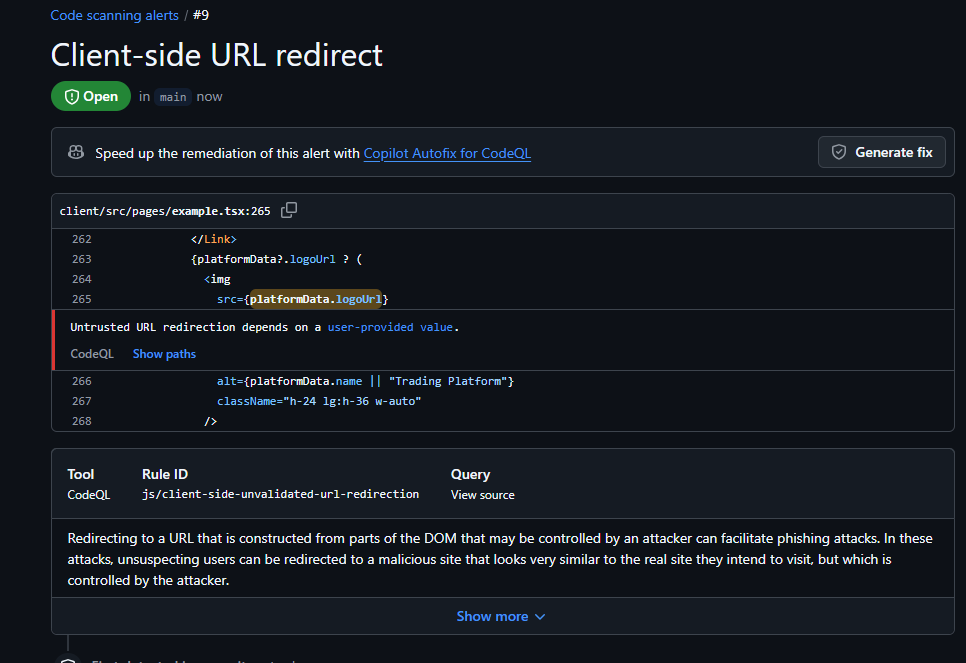 Code scanning alerts / #9
Client-side URL redirect
Open in main now
Speed up the remediation of this alert with Copilot Autofix for CodeQL Generate fix
client/src/pages/example.tsx:265
262 </Link>
263 {platformData?.logoUrl ? (
264 <img
265 src={platformData.logoUrl}
Untrusted URL redirection depends on a user-provided value.
CodeQL Show paths
266 alt={platformData.name || "Trading Platform"}
267 className="h-24 lg:h-36 w-auto"
268 />
Tool Rule ID Query
CodeQL js/client-side-unvalidated-url-redirection View source
Redirecting to a URL that is constructed from parts of the DOM that may be controlled by an attacker can facilitate phishing attacks. In these
attacks, unsuspecting users can be redirected to a malicious site that looks very similar to the real site they intend to visit, but which is
controlled by the attacker.
Show more